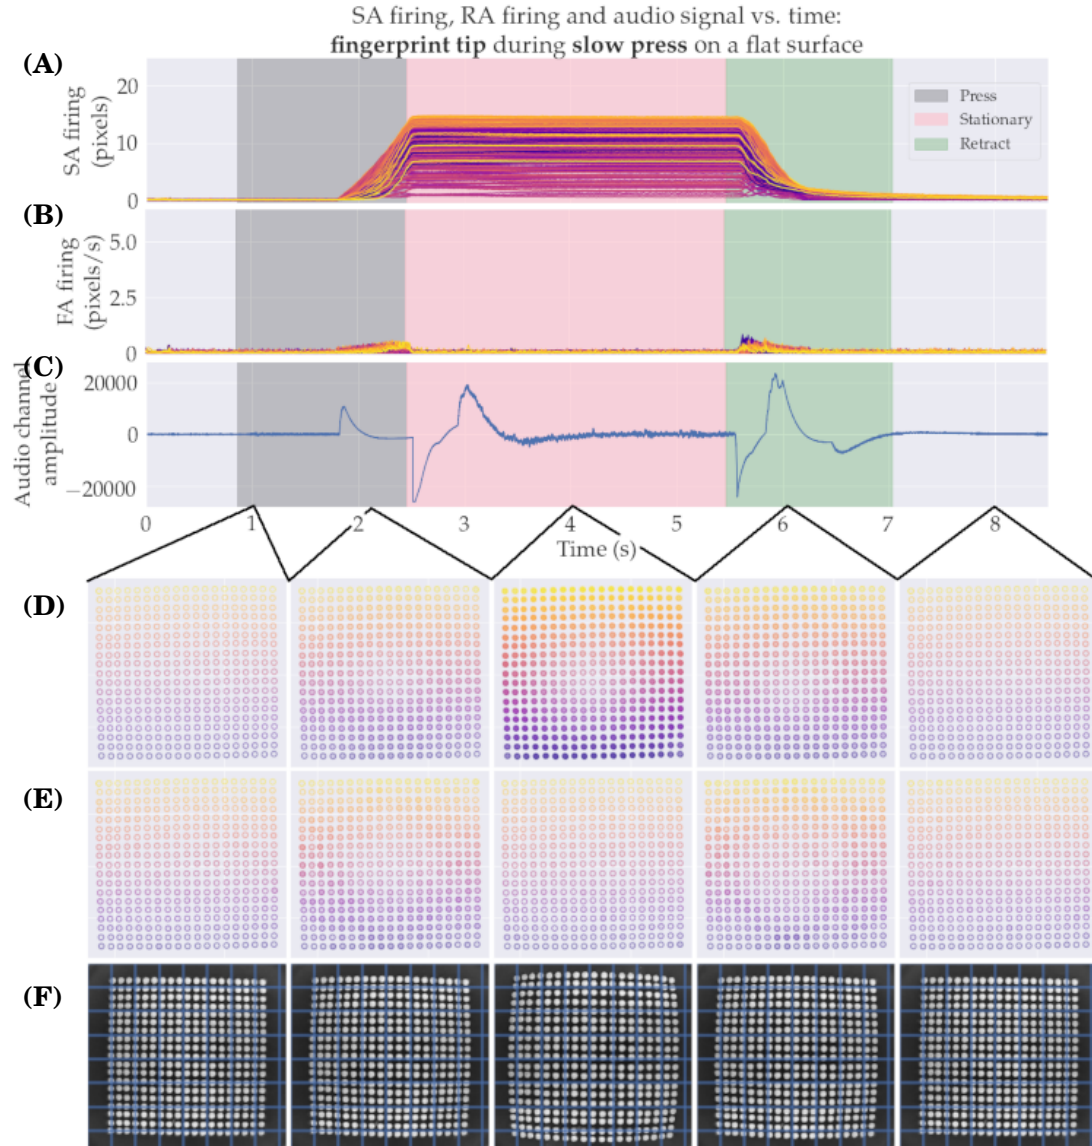 SA firing, RA firing and audio signal vs. time:
fingerprint tip during slow press on a flat surface
(A)
SA firing
(pixels)
20
10
0
Press
Stationary
Retract
(B)
FA firing
(pixels/s)
5.0
2.5
0
(C)
Audio channel
amplitude
20000
0
−20000
0 1 2 3 4 5 6 7 8
Time (s)
(D)
(E)
(F)